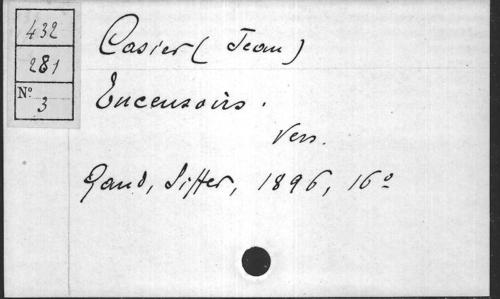 432
281
N° 3
Casier (Jean)
Encensoirs.
Vers.
Gand, Siffer, 1896, 16°